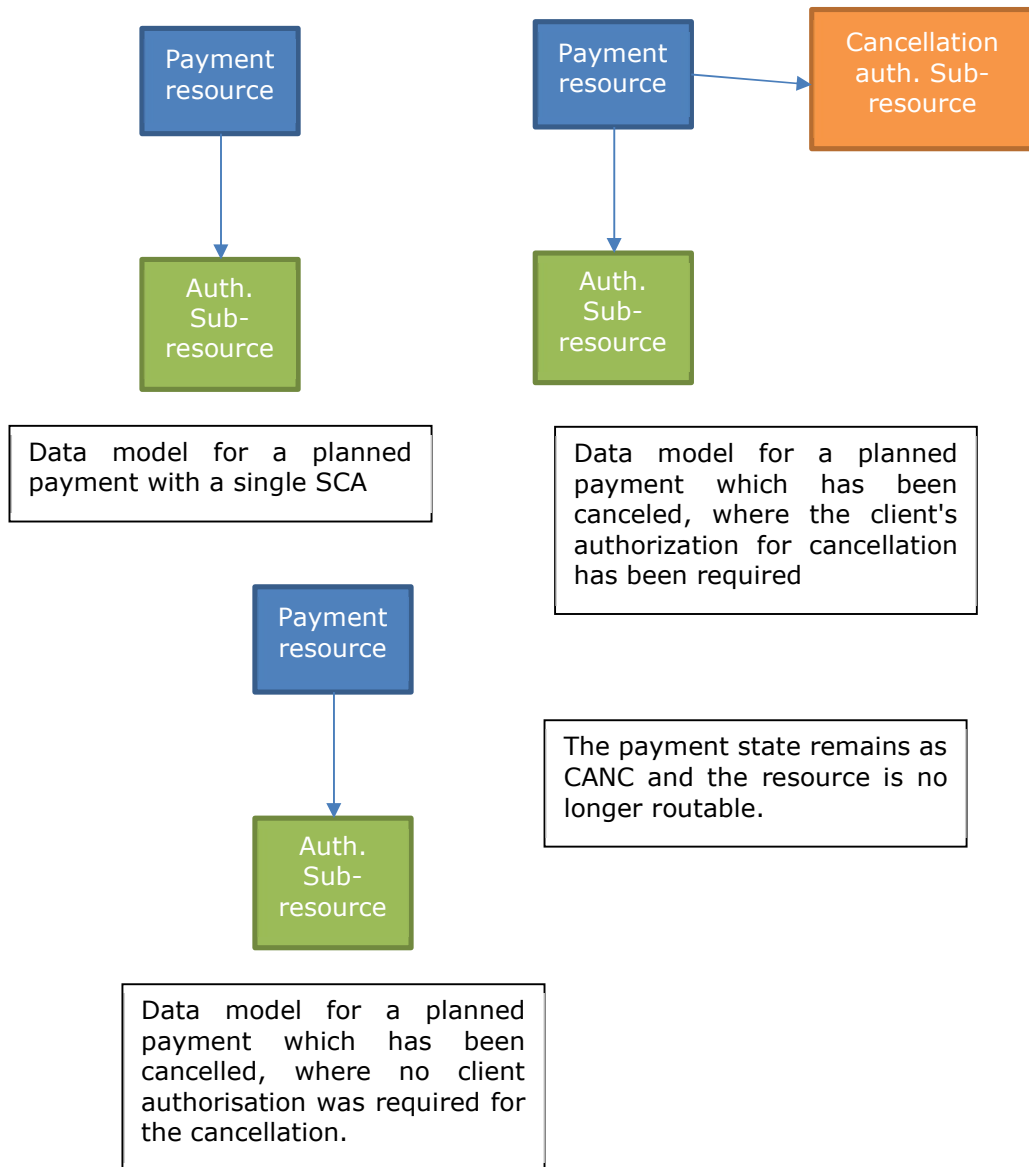 Payment
resource
Auth.
Sub-
resource
Data model for a planned
payment with a single SCA
Payment
resource
Cancellation
auth. Sub-
resource
Auth.
Sub-
resource
Data model for a planned
payment which has been
canceled, where the client's
authorization for cancellation
has been required
Payment
resource
Auth.
Sub-
resource
The payment state remains as
CANC and the resource is no
longer routable.
Data model for a planned
payment which has been
cancelled, where no client
authorisation was required for
the cancellation.